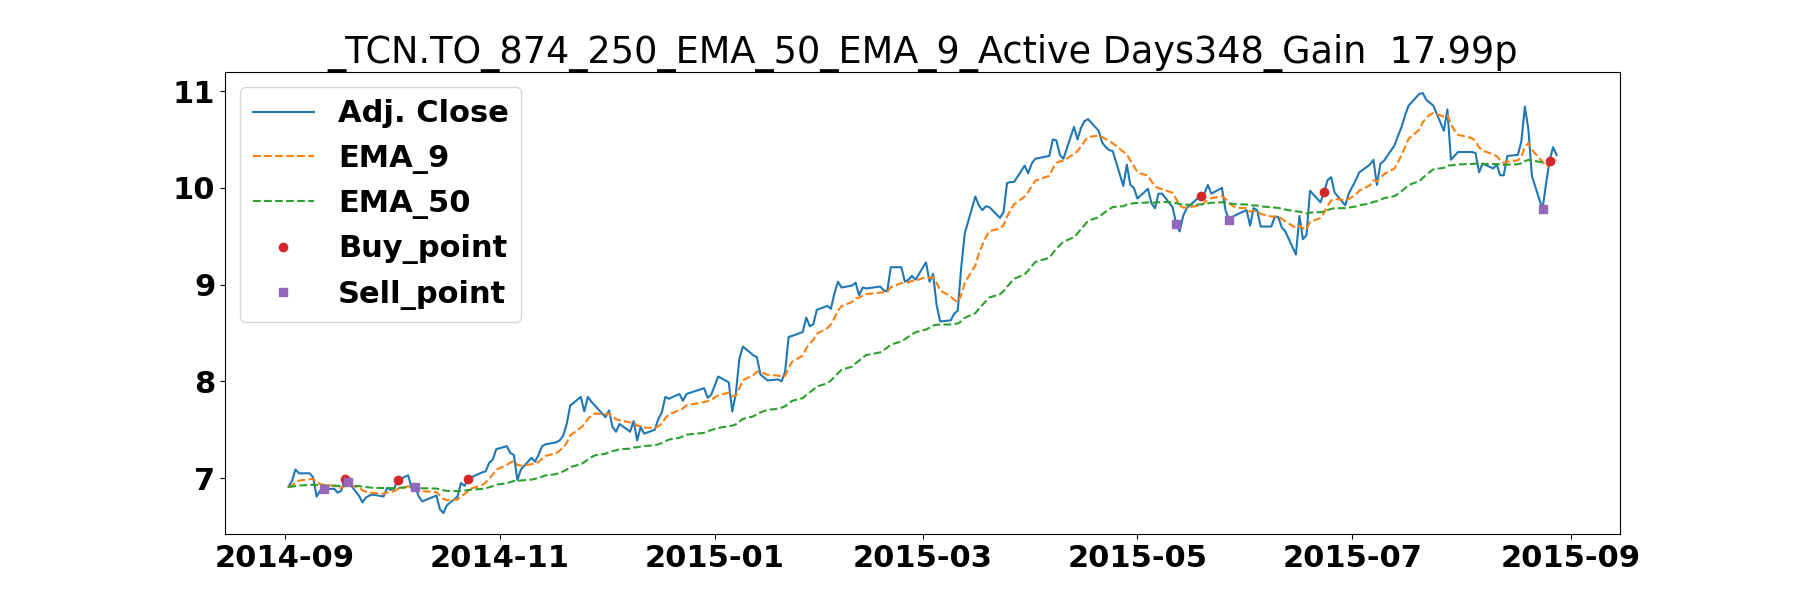 _TCN.TO_874_250_EMA_50_EMA_9_Active Days348_Gain  17.99p
11
10
9
8
7
Adj. Close
EMA_9
EMA_50
Buy_point
Sell_point
2014-09
2014-11
2015-01
2015-03
2015-05
2015-07
2015-09